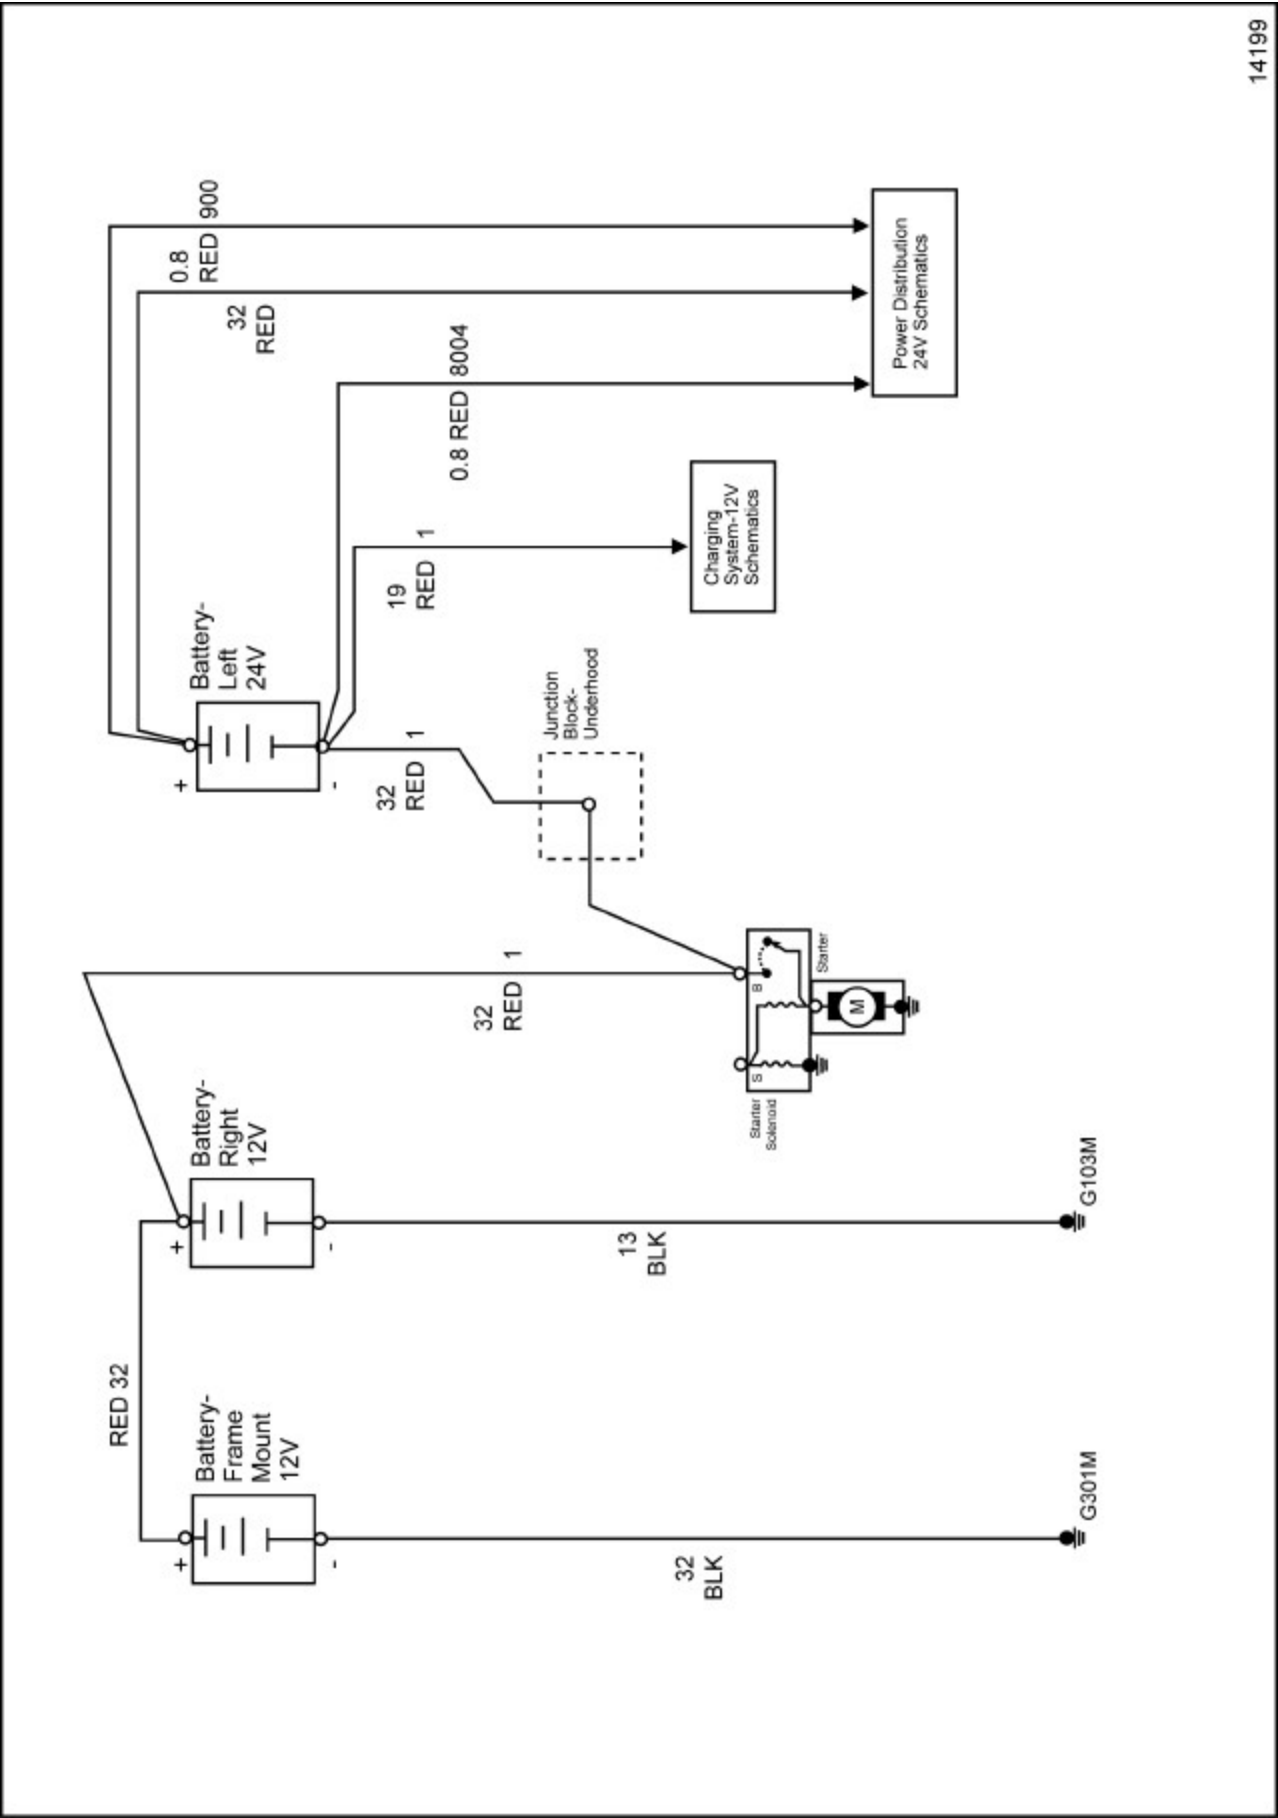 RED 32
Battery-
Frame
Mount
12V
+
-
32
BLK
G301M
Battery-
Right
12V
+
-
13
BLK
G103M
32
RED 1
Starter
Solenoid
S
B
M
Starter
Battery-
Left
24V
+
-
32
RED 1
Junction
Block-
Underhood
19
RED 1
Charging
System-12V
Schematics
0.8 RED 8004
32
RED
0.8
RED 900
Power Distribution
24V Schematics
14199